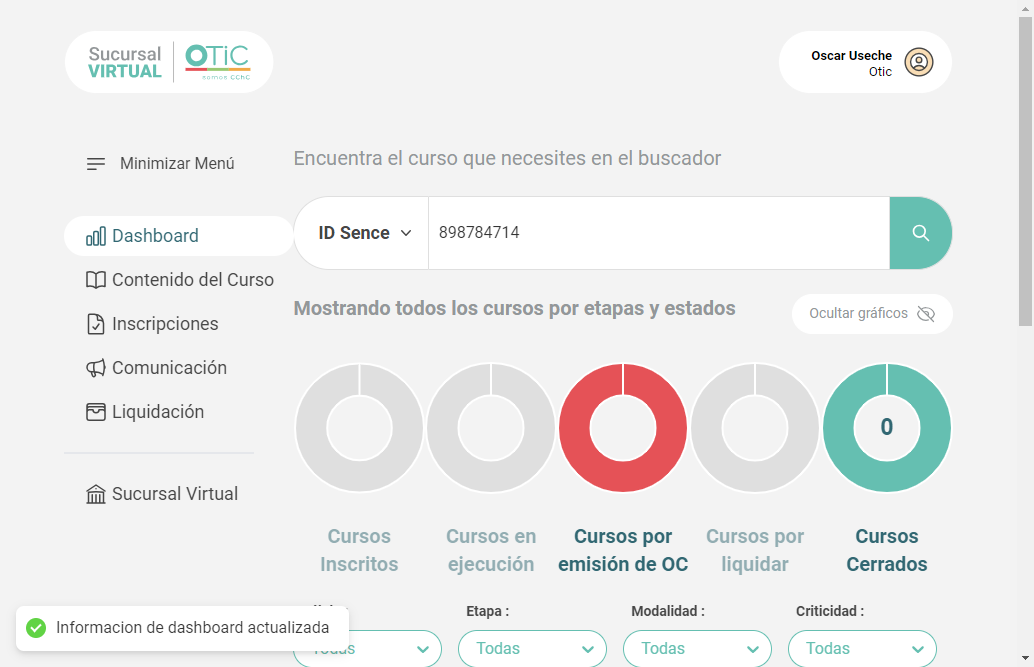 Sucursal
VIRTUAL
OTiC
somos CChC
Oscar Useche
Otic
Minimizar Menú
Dashboard
Contenido del Curso
Inscripciones
Comunicación
Liquidación
Sucursal Virtual
Encuentra el curso que necesites en el buscador
ID Sence
898784714
Mostrando todos los cursos por etapas y estados
Ocultar gráficos
0
Cursos
Inscritos
Cursos en
ejecución
Cursos por
emisión de OC
Cursos por
liquidar
Cursos
Cerrados
Etapa :
Modalidad :
Criticidad :
Todas
Todas
Todas
Todas
Informacion de dashboard actualizada